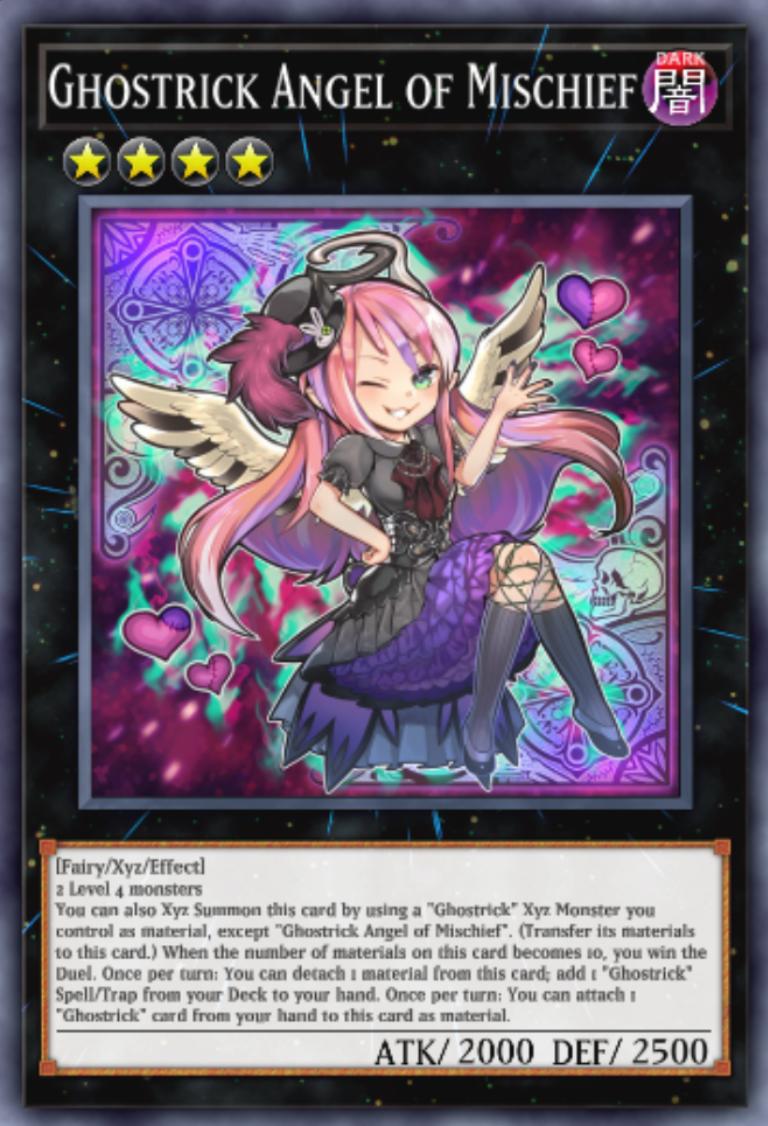 Ghostrick Angel of Mischief
DARK
闇
[Fairy/Xyz/Effect]
2 Level 4 monsters
You can also Xyz Summon this card by using a "Ghostrick" Xyz Monster you
control as material, except "Ghostrick Angel of Mischief". (Transfer its materials
to this card.) When the number of materials on this card becomes 10, you win the
Duel. Once per turn: You can detach 1 material from this card; add 1 "Ghostrick"
Spell/Trap from your Deck to your hand. Once per turn: You can attach 1
"Ghostrick" card from your hand to this card as material.
ATK/ 2000 DEF/ 2500